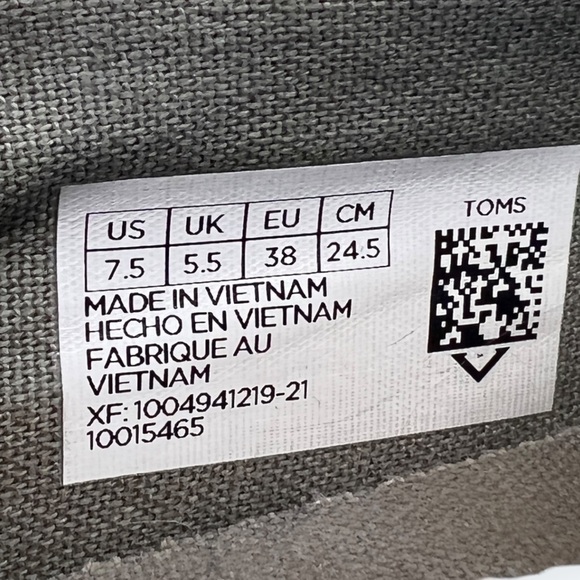 US UK EU CM
7.5 5.5 38 24.5
TOMS
MADE IN VIETNAM
HECHO EN VIETNAM
FABRIQUE AU
VIETNAM
XF: 1004941219-21
10015465